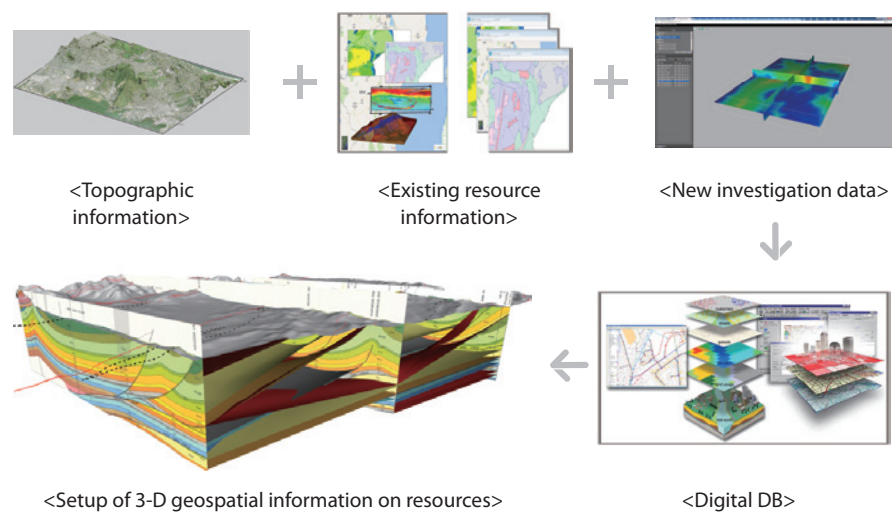 <Topographic
information>
<Existing resource
information>
<New investigation data>
<Setup of 3-D geospatial information on resources>
<Digital DB>